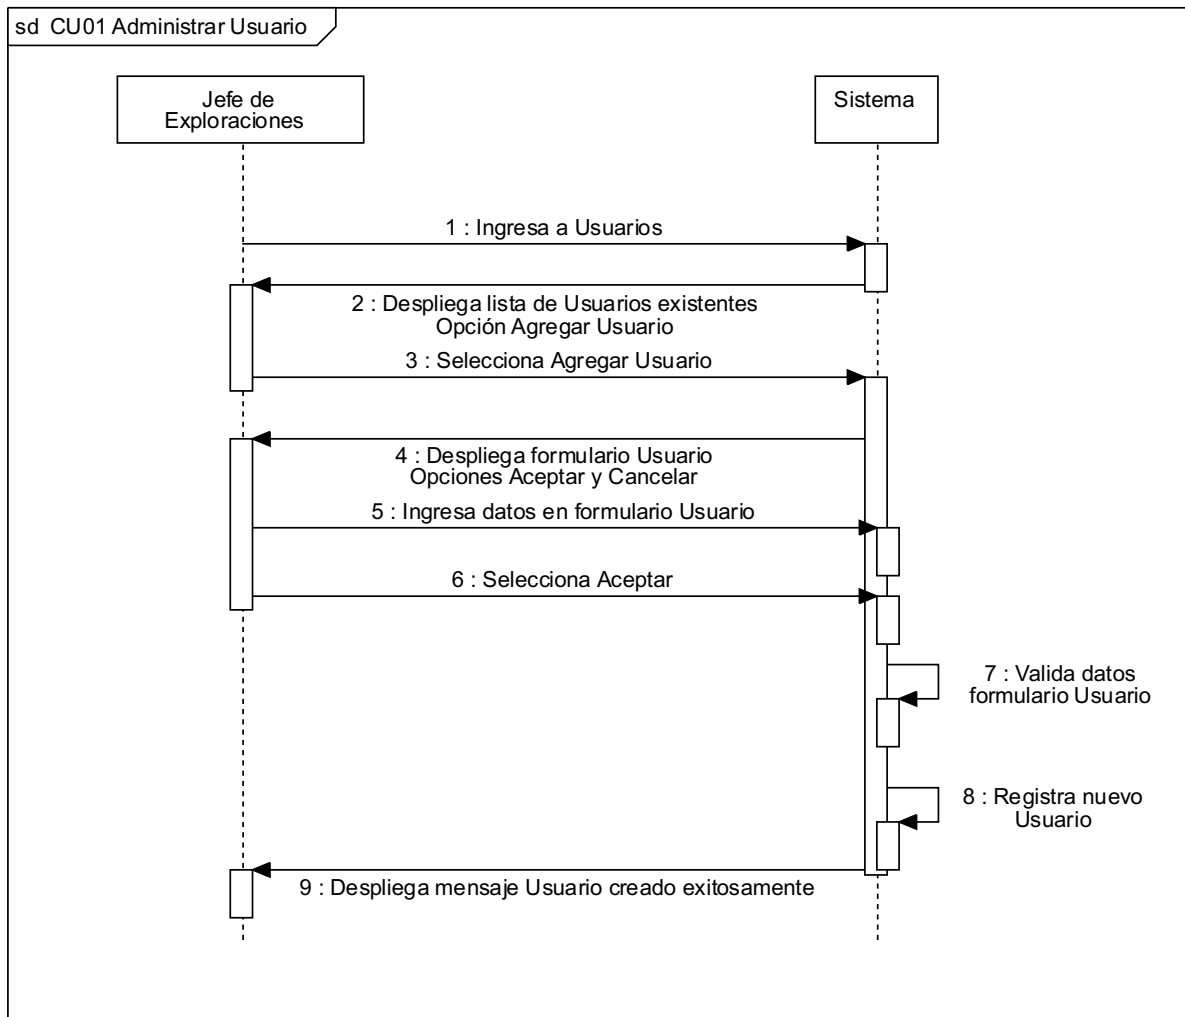 sd CU01 Administrar Usuario
Jefe de
Exploraciones
Sistema
1 : Ingresa a Usuarios
2 : Despliega lista de Usuarios existentes
Opción Agregar Usuario
3 : Selecciona Agregar Usuario
4 : Despliega formulario Usuario
Opciones Aceptar y Cancelar
5 : Ingresa datos en formulario Usuario
6 : Selecciona Aceptar
7 : Valida datos
formulario Usuario
8 : Registra nuevo
Usuario
9 : Despliega mensaje Usuario creado exitosamente